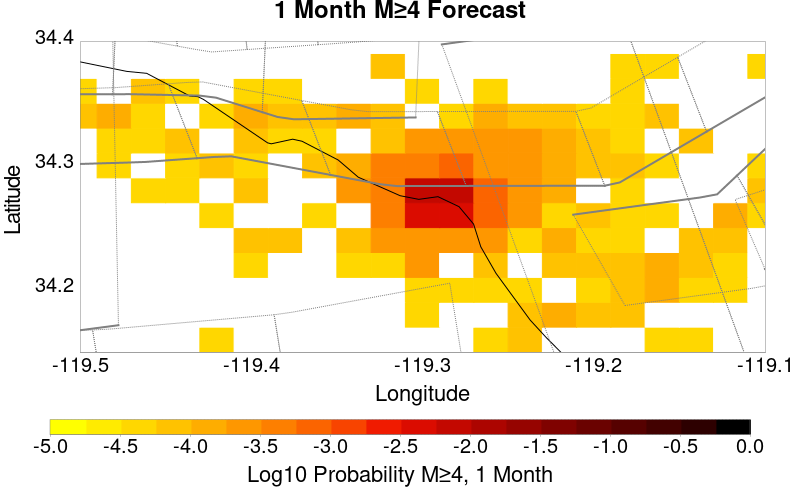 1 Month M≥4 Forecast
34.4
34.3
34.2
Latitude
-119.5 -119.4 -119.3 -119.2 -119.1
Longitude
-5.0 -4.5 -4.0 -3.5 -3.0 -2.5 -2.0 -1.5 -1.0 -0.5 0.0
Log10 Probability M≥4, 1 Month